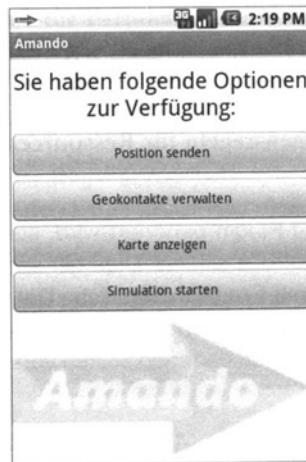 3G 2:19 PM
Amando
Sie haben folgende Optionen
zur Verfügung:
Position senden
Geokontakte verwalten
Karte anzeigen
Simulation starten
Amando